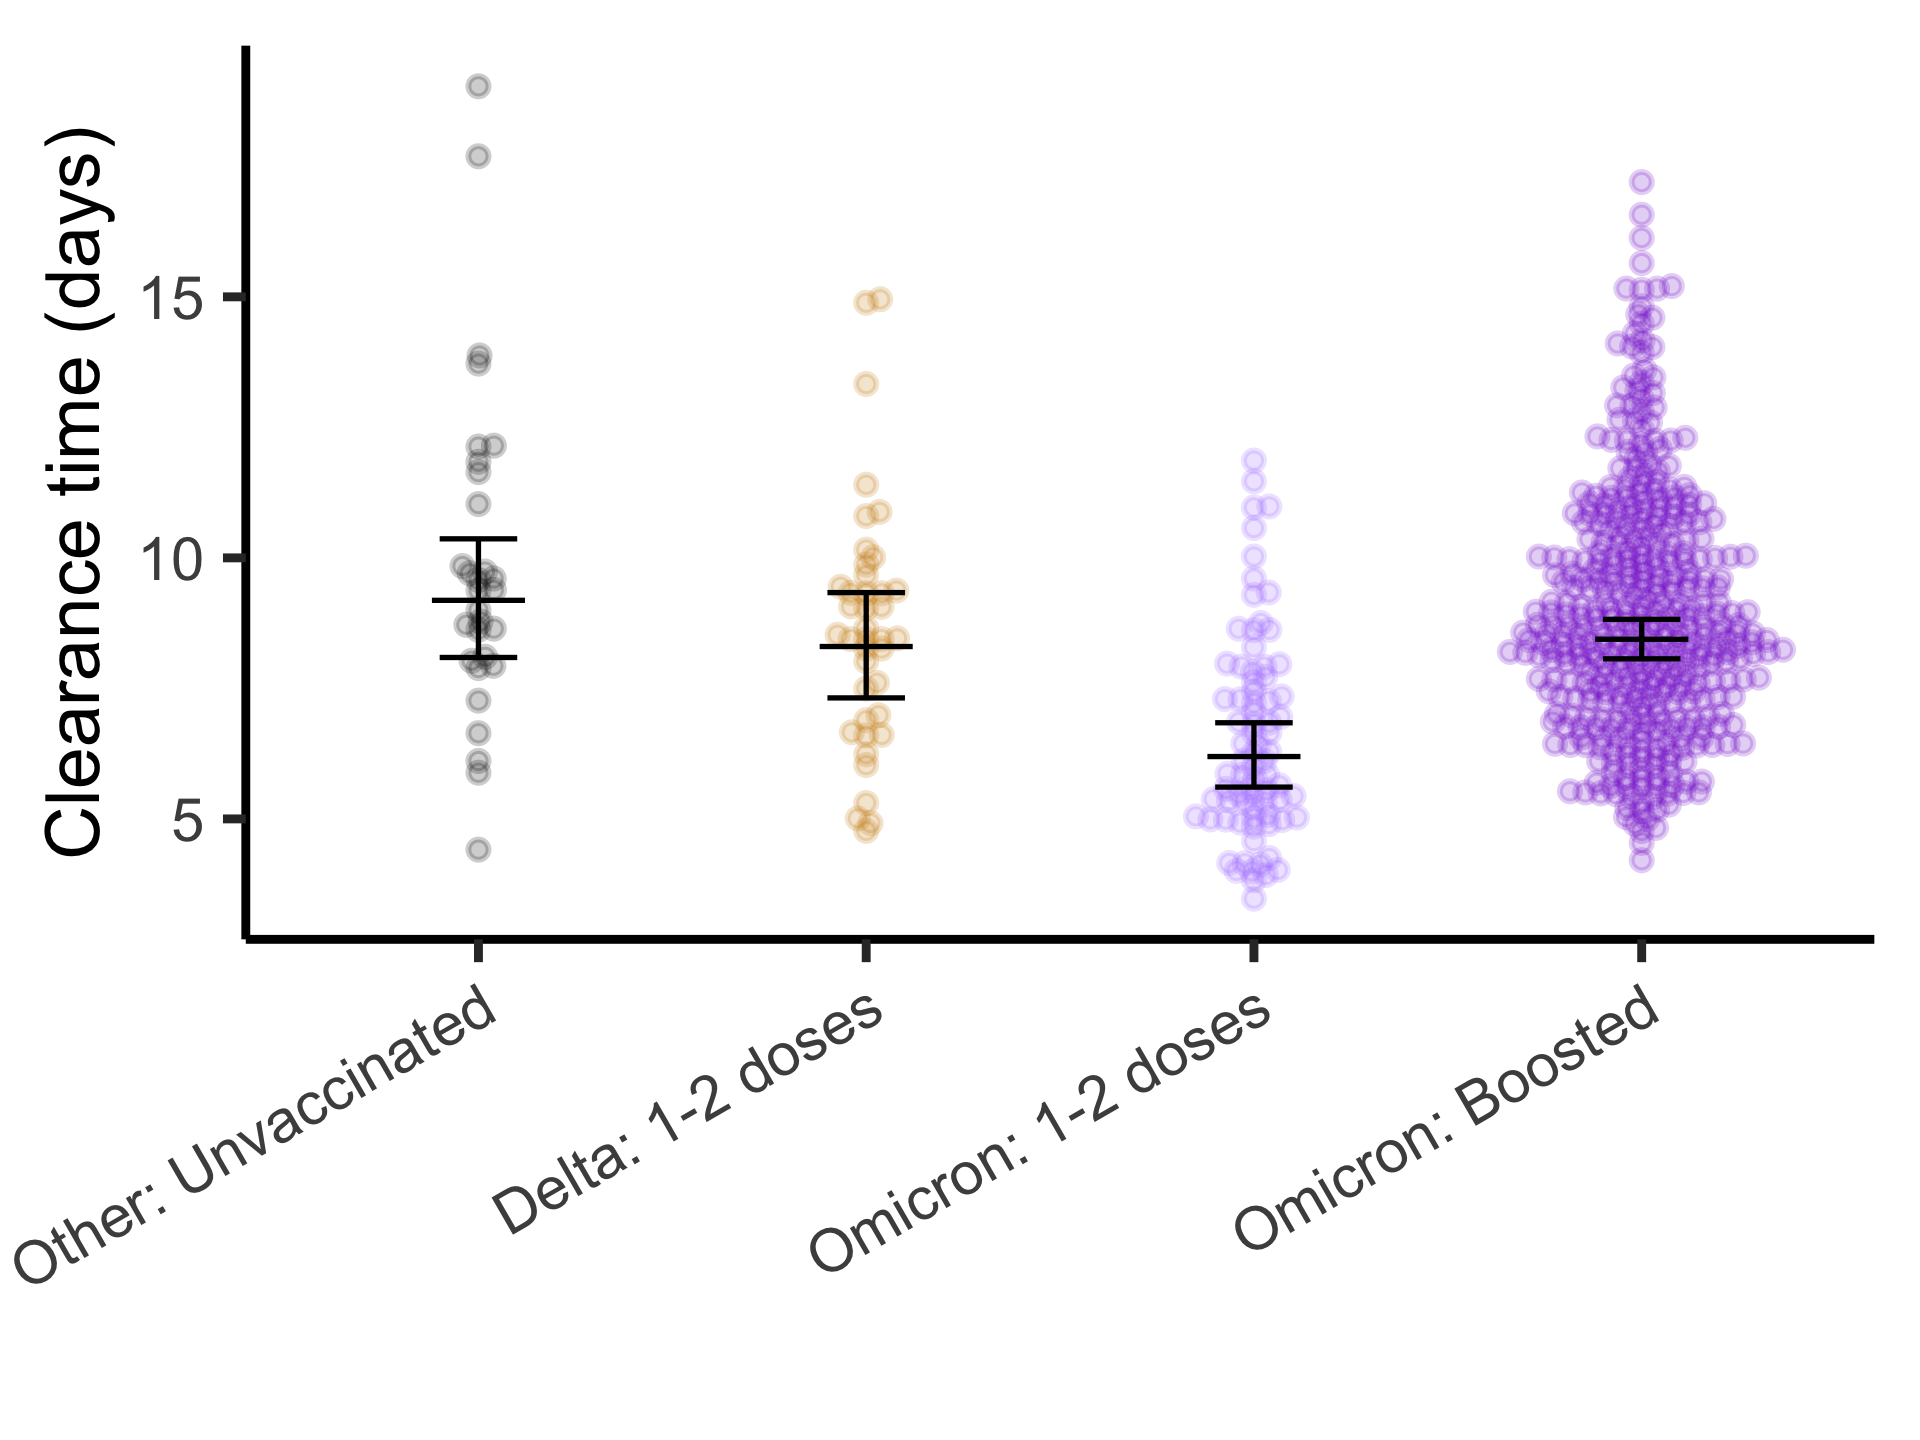 Clearance time (days)
15
10
5
Other: Unvaccinated
Delta: 1-2 doses
Omicron: 1-2 doses
Omicron: Boosted